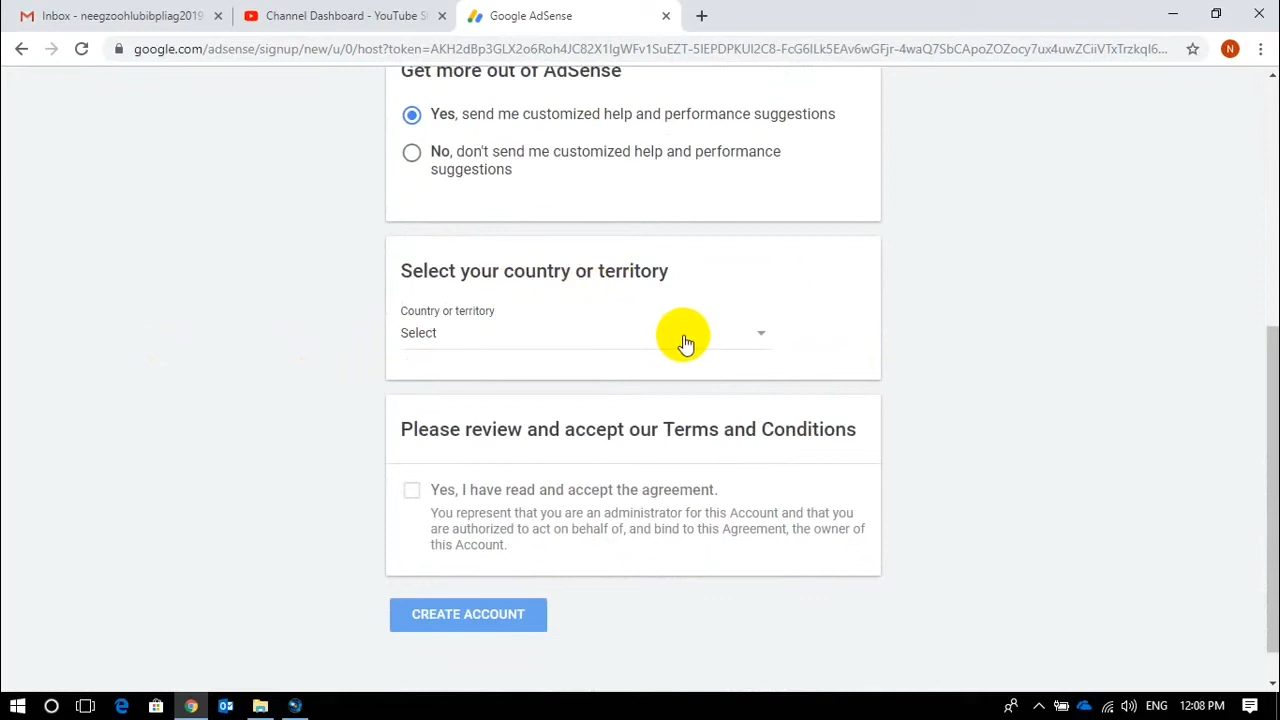 Inbox - neegzoohlubibpliag2019
Channel Dashboard - YouTube S
Google AdSense
google.com/adsense/signup/new/u/0/host?token=
N
Get more out of AdSense
Yes, send me customized help and performance suggestions
No, don't send me customized help and performance
suggestions
Select your country or territory
Country or territory
Select
Please review and accept our Terms and Conditions
Yes, I have read and accept the agreement.
You represent that you are an administrator for this Account and that you
are authorized to act on behalf of, and bind to this Agreement, the owner of
this Account.
CREATE ACCOUNT
ENG
12:08 PM